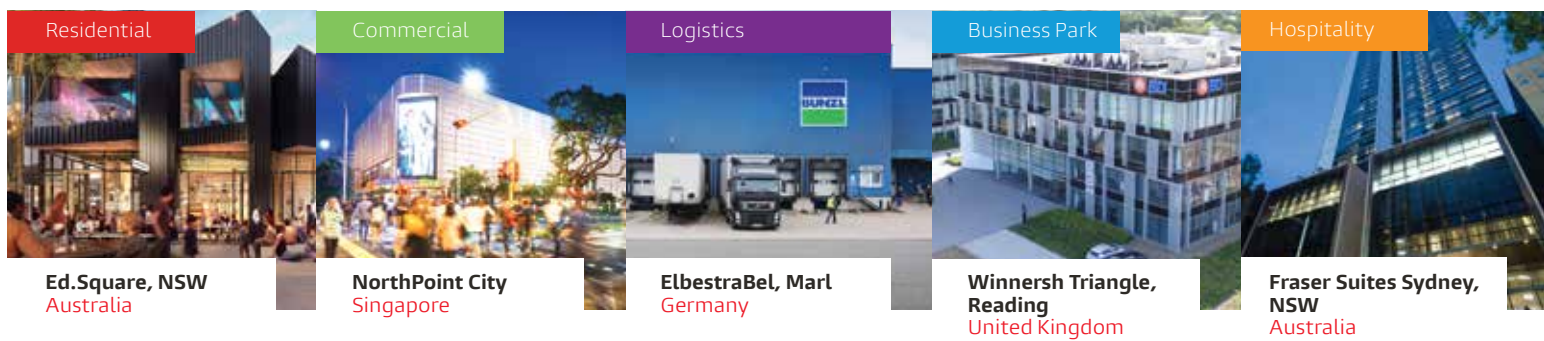 Residential
Ed.Square, NSW
Australia
Commercial
NorthPoint City
Singapore
Logistics
BUNZL
ElbestraBel, Marl
Germany
Business Park
Winnersh Triangle,
Reading
United Kingdom
Hospitality
Fraser Suites Sydney,
NSW
Australia